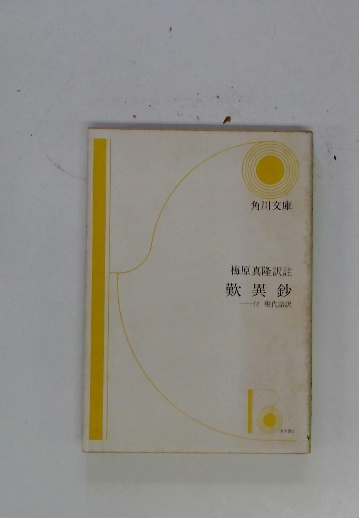 角川文庫
梅原真隆訳註
歎異鈔
——付 現代語訳